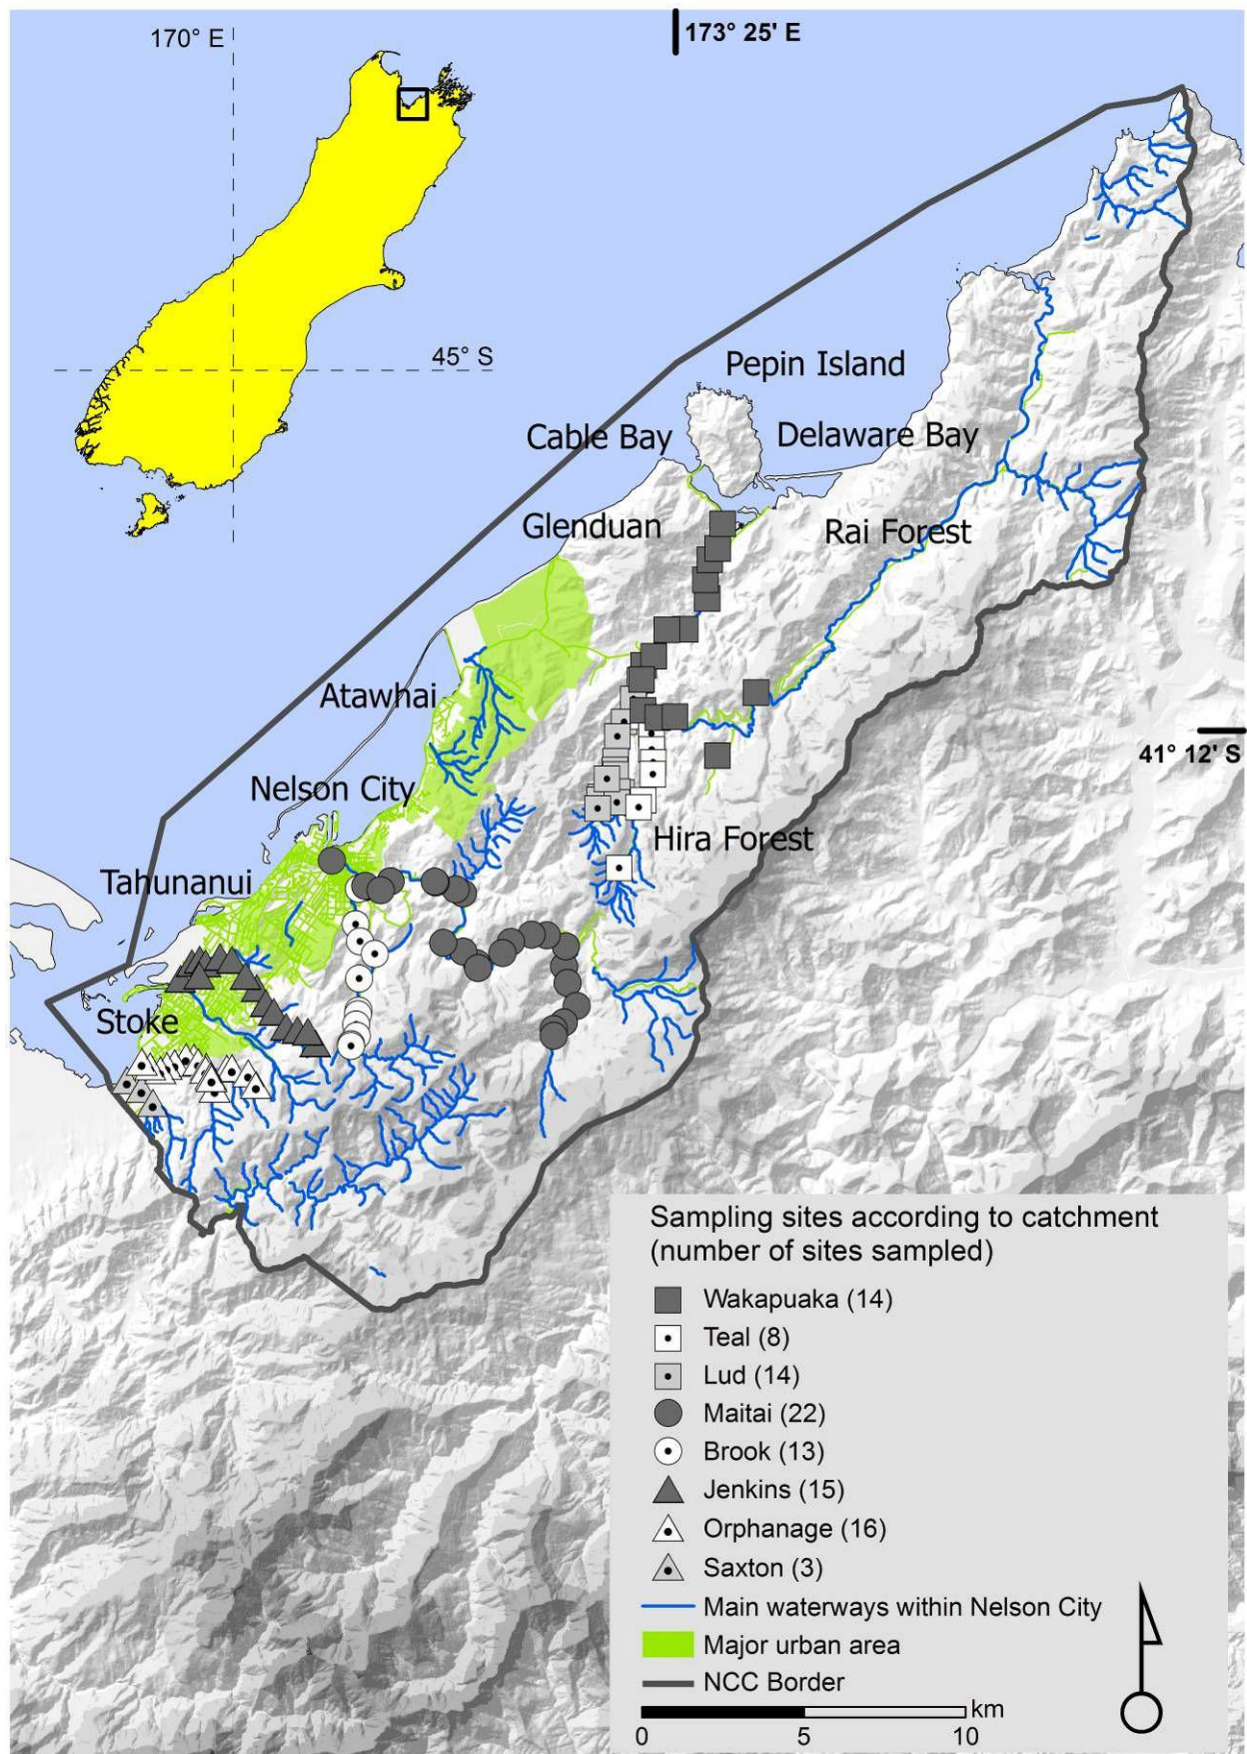 170° E
173° 25' E
45° S
Pepin Island
Cable Bay
Delaware Bay
Glenduan
Rai Forest
Atawhai
41° 12' S
Nelson City
Hira Forest
Tahunanui
Stoke
Sampling sites according to catchment
(number of sites sampled)
Wakapuaka (14)
Teal (8)
Lud (14)
Maitai (22)
Brook (13)
Jenkins (15)
Orphanage (16)
Saxton (3)
Main waterways within Nelson City
Major urban area
NCC Border
km
0 5 10